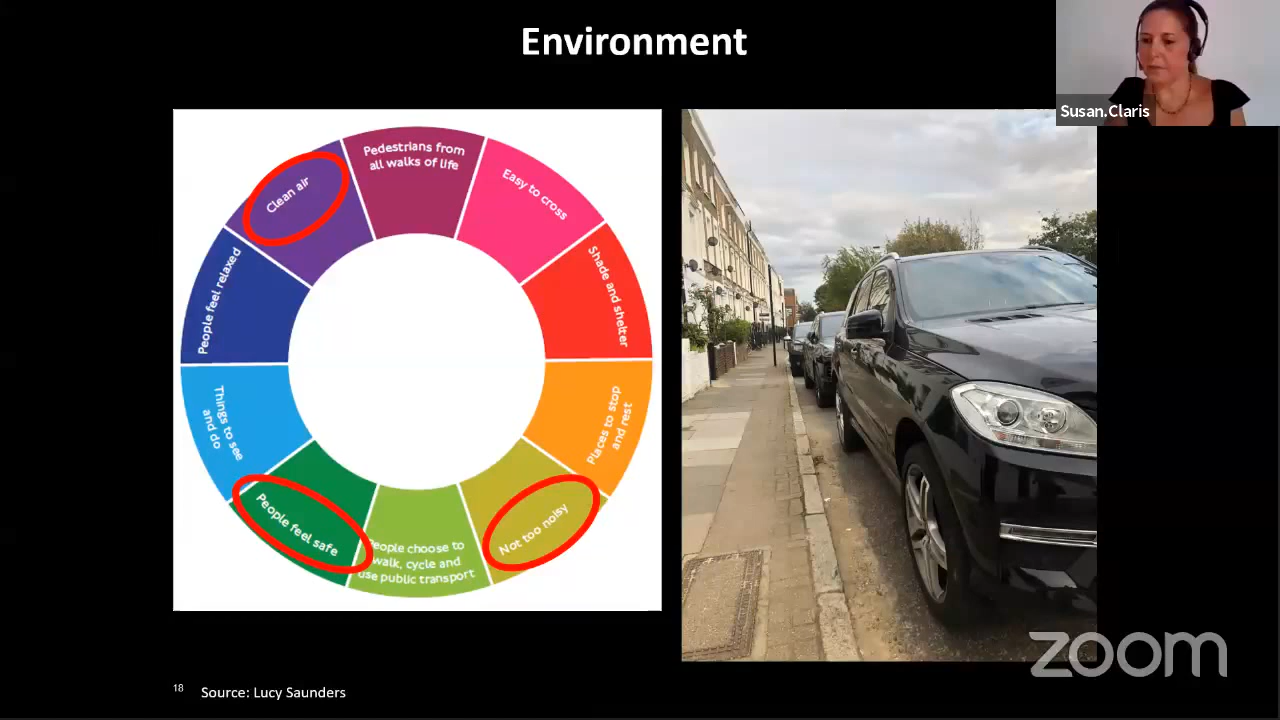 Environment
Susan.Claris
Pedestrians from
all walks of life
Easy to cross
Shade and shelter
Places to stop
and rest
Not too noisy
People choose to
walk, cycle and
use public transport
People feel safe
Things to see
and do
People feel relaxed
Clean air
zoom
18
Source: Lucy Saunders